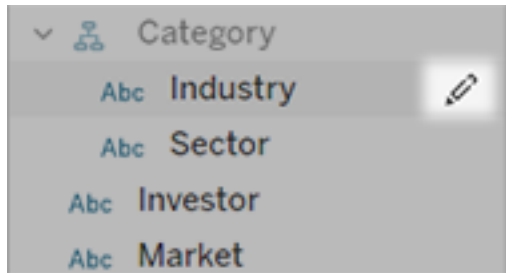 Category
Abc Industry
Abc Sector
Abc Investor
Abc Market